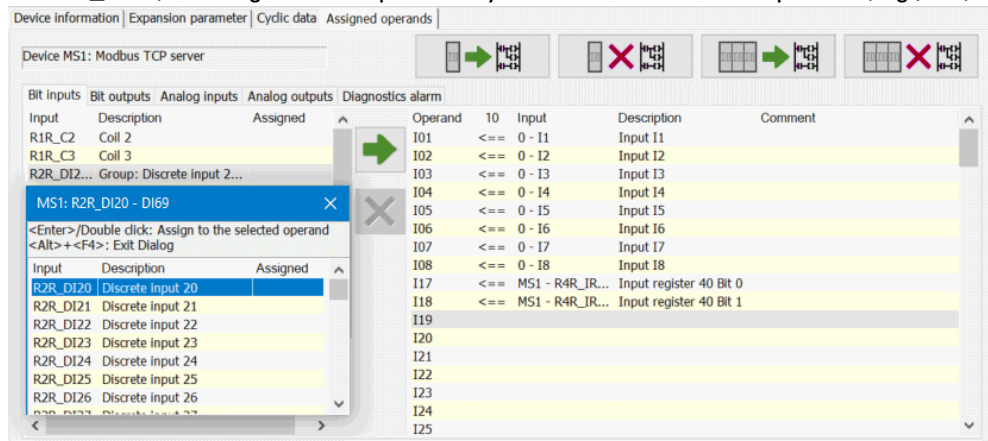 Device information Expansion parameter Cyclic data Assigned operands
Device MS1: Modbus TCP server
Bit inputs Bit outputs Analog inputs Analog outputs Diagnostics alarm
Input Description Assigned
R1R_C2 Coil 2
R1R_C3 Coil 3
R2R_DI2... Group: Discrete input 2...
MS1: R2R_DI20 - DI69
<Enter>/Double click: Assign to the selected operand
<Alt>+<F4>: Exit Dialog
Input Description Assigned
R2R_DI20 Discrete input 20
R2R_DI21 Discrete input 21
R2R_DI22 Discrete input 22
R2R_DI23 Discrete input 23
R2R_DI24 Discrete input 24
R2R_DI25 Discrete input 25
R2R_DI26 Discrete input 26
Operand 10 Input Description Comment
I01 <== 0 - I1 Input I1
I02 <== 0 - I2 Input I2
I03 <== 0 - I3 Input I3
I04 <== 0 - I4 Input I4
I05 <== 0 - I5 Input I5
I06 <== 0 - I6 Input I6
I07 <== 0 - I7 Input I7
I08 <== 0 - I8 Input I8
I17 <== MS1 - R4R_IR... Input register 40 Bit 0
I18 <== MS1 - R4R_IR... Input register 40 Bit 1
I19
I20
I21
I22
I23
I24
I25